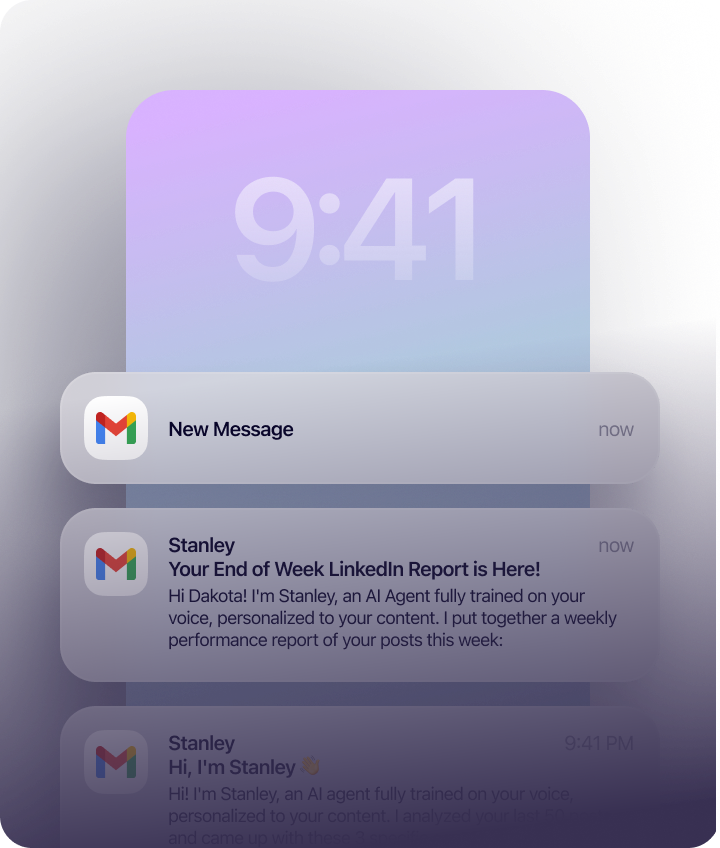 9:41
New Message
now
Stanley
now
Your End of Week LinkedIn Report is Here!
Hi Dakota! I'm Stanley, an AI Agent fully trained on your
voice, personalized to your content. I put together a weekly
performance report of your posts this week:
Stanley
9:41 PM
Hi, I'm Stanley 👋
Hi! I'm Stanley, an AI agent fully trained on your voice,
personalized to your content. I analyzed your last
and came up with these